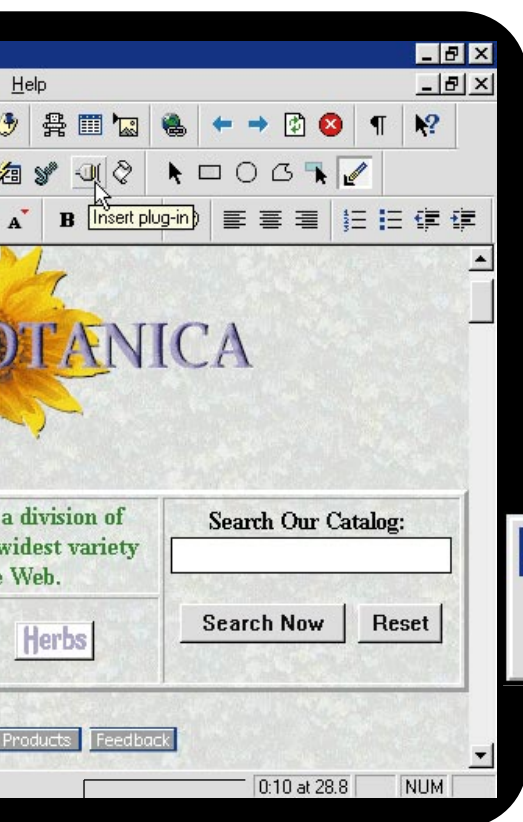 Help
A B Insert plug-in
OTANICA
a division of
widest variety
Web.
Search Our Catalog:
Search Now Reset
Herbs
Products Feedback
0:10 at 28.8 NUM